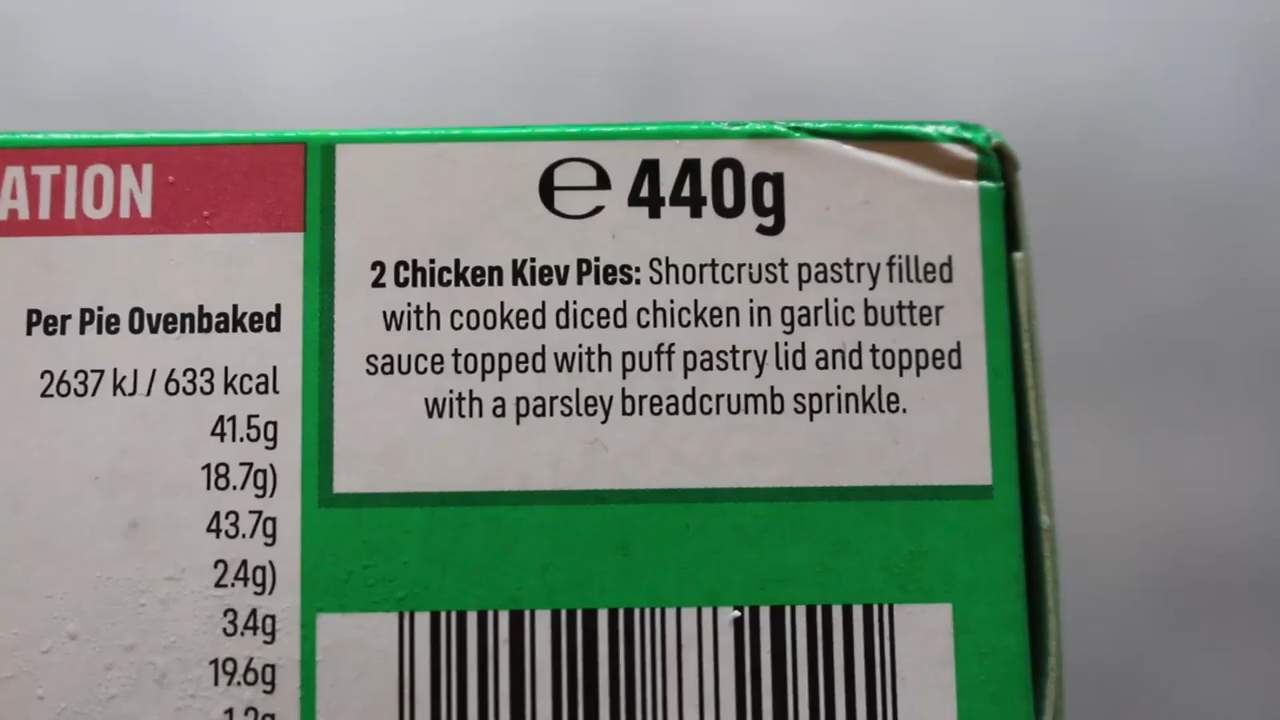 ATION
Per Pie Ovenbaked
2637 kJ / 633 kcal
41.5g
18.7g)
43.7g
2.4g)
3.4g
19.6g
℮ 440g
2 Chicken Kiev Pies: Shortcrust pastry filled
with cooked diced chicken in garlic butter
sauce topped with puff pastry lid and topped
with a parsley breadcrumb sprinkle.